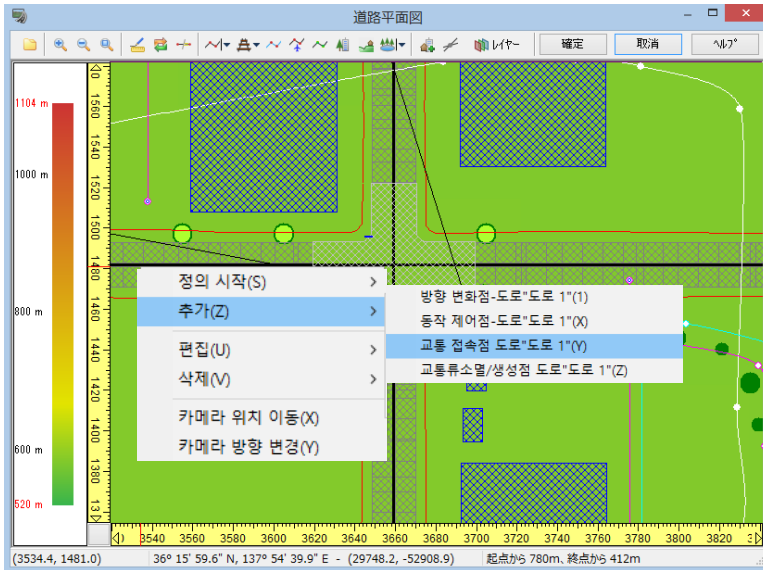 道路平面図
レイヤー 確定 取消 ヘルプ
1104 m
1000 m
800 m
600 m
520 m
1560
1540
1520
1500
1480
1460
1440
1420
1400
1380
정의 시작(S)
추가(Z)
편집(U)
삭제(V)
카메라 위치 이동(X)
카메라 방향 변경(Y)
방향 변화점-도로"도로 1"(1)
동작 제어점-도로"도로 1"(X)
교통 접속점 도로"도로 1"(Y)
교통류소멸/생성점 도로"도로 1"(Z)
3540 3560 3580 3600 3620 3640 3660 3680 3700 3720 3740 3760 3780 3800 3820
(3534.4, 1481.0) 36º 15' 59.6" N, 137º 54' 39.9" E - (29748.2, -52908.9) 起点から 780m, 終点から 412m